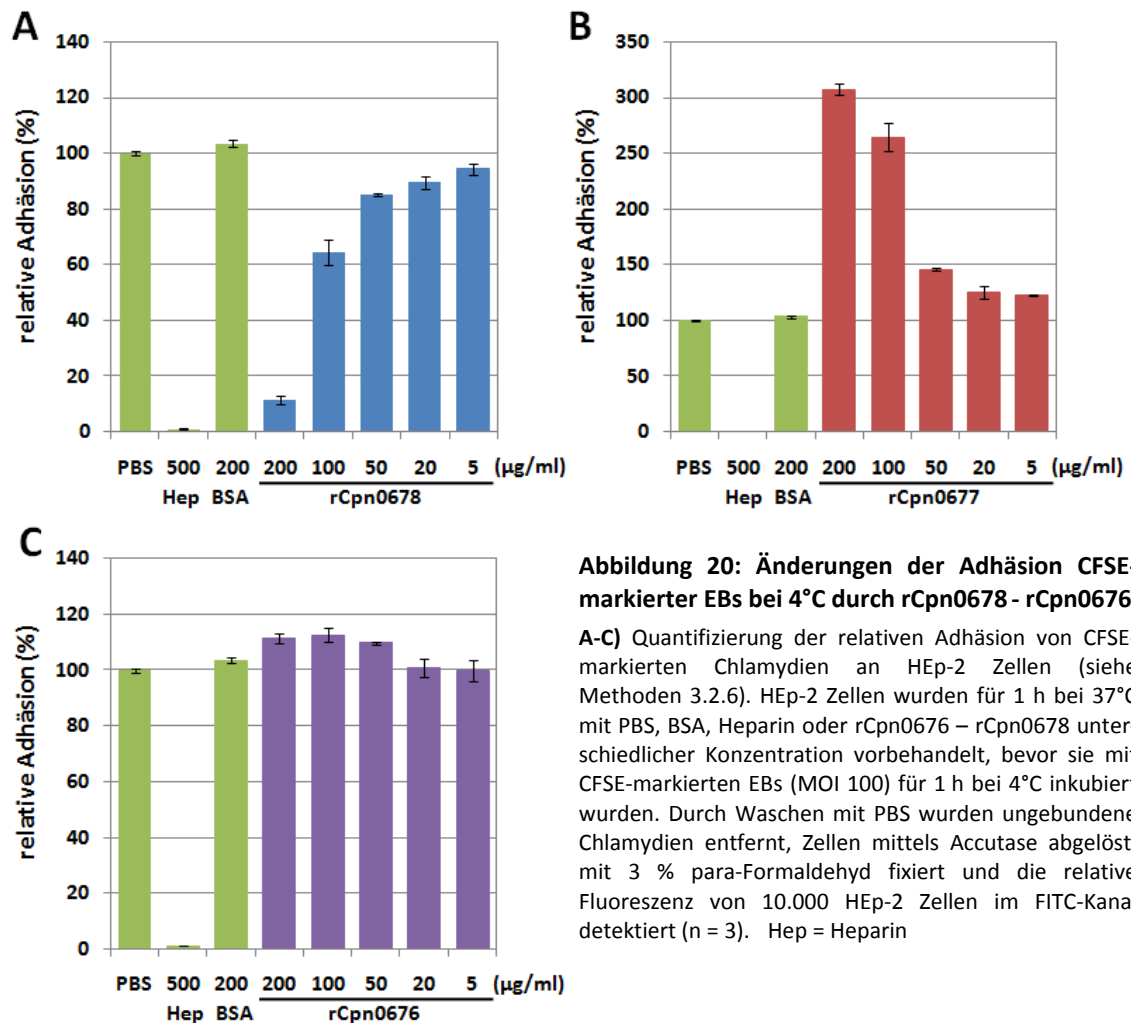 A
relative Adhäsion (%)
140
120
100
80
60
40
20
0
PBS 500 200 200 100 50 20 5 (µg/ml)
Hep BSA rCpn0678
B
relative Adhäsion (%)
350
300
250
200
150
100
50
0
PBS 500 200 200 100 50 20 5 (µg/ml)
Hep BSA rCpn0677
C
relative Adhäsion (%)
140
120
100
80
60
40
20
0
PBS 500 200 200 100 50 20 5 (µg/ml)
Hep BSA rCpn0676
Abbildung 20: Änderungen der Adhäsion CFSE-
markierter EBs bei 4°C durch rCpn0678 - rCpn0676
A-C) Quantifizierung der relativen Adhäsion von CFSE-
markierten Chlamydien an HEp-2 Zellen (siehe
Methoden 3.2.6). HEp-2 Zellen wurden für 1 h bei 37°C
mit PBS, BSA, Heparin oder rCpn0676 – rCpn0678 unter-
schiedlicher Konzentration vorbehandelt, bevor sie mit
CFSE-markierten EBs (MOI 100) für 1 h bei 4°C inkubiert
wurden. Durch Waschen mit PBS wurden ungebundene
Chlamydien entfernt, Zellen mittels Accutase abgelöst,
mit 3 % para-Formaldehyd fixiert und die relative
Fluoreszenz von 10.000 HEp-2 Zellen im FITC-Kanal
detektiert (n = 3). Hep = Heparin